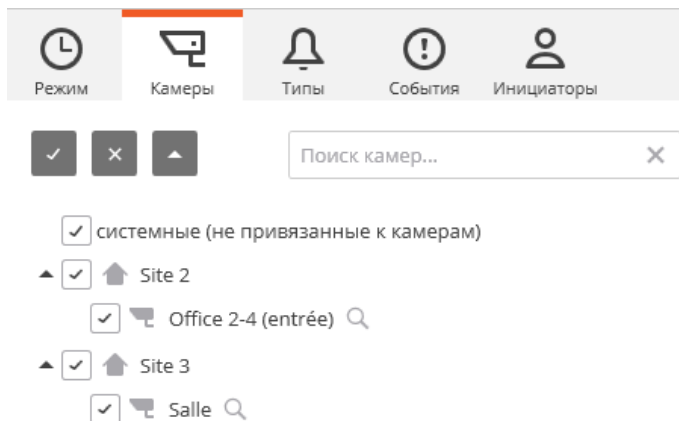 Режим Камеры Типы События Инициаторы
Поиск камер...
системные (не привязанные к камерам)
Site 2
Office 2-4 (entrée)
Site 3
Salle